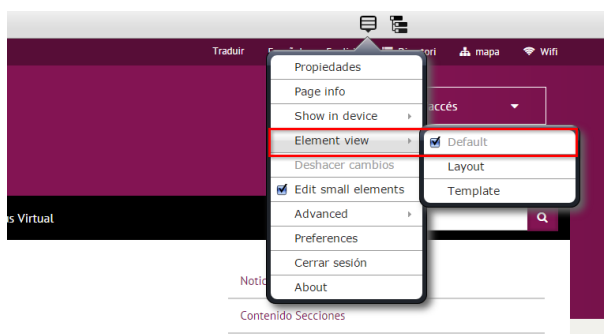 Traduir
mapa
Wifi
Propiedades
Page info
Show in device
accés
Element view
Default
Deshacer cambios
Layout
Edit small elements
Template
Advanced
us Virtual
Preferences
Cerrar sesión
About
Contenido Secciones